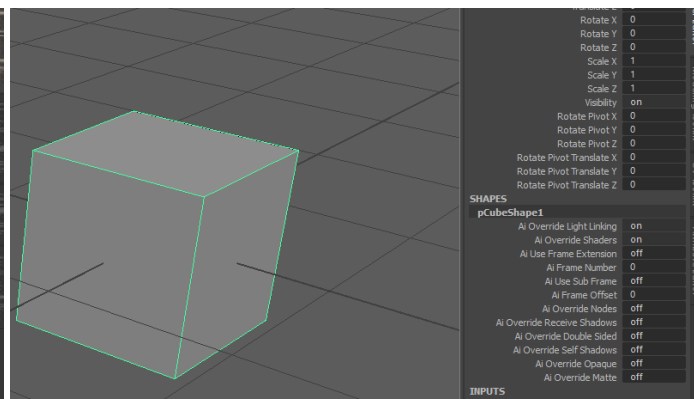 Translate Z 0
Rotate X 0
Rotate Y 0
Rotate Z 0
Scale X 1
Scale Y 1
Scale Z 1
Visibility on
Rotate Pivot X 0
Rotate Pivot Y 0
Rotate Pivot Z 0
Rotate Pivot Translate X 0
Rotate Pivot Translate Y 0
Rotate Pivot Translate Z 0
SHAPES
pCubeShape1
Ai Override Light Linking on
Ai Override Shaders on
Ai Use Frame Extension off
Ai Frame Number 0
Ai Use Sub Frame off
Ai Frame Offset 0
Ai Override Nodes off
Ai Override Receive Shadows off
Ai Override Double Sided off
Ai Override Self Shadows off
Ai Override Opaque off
Ai Override Matte off
INPUTS